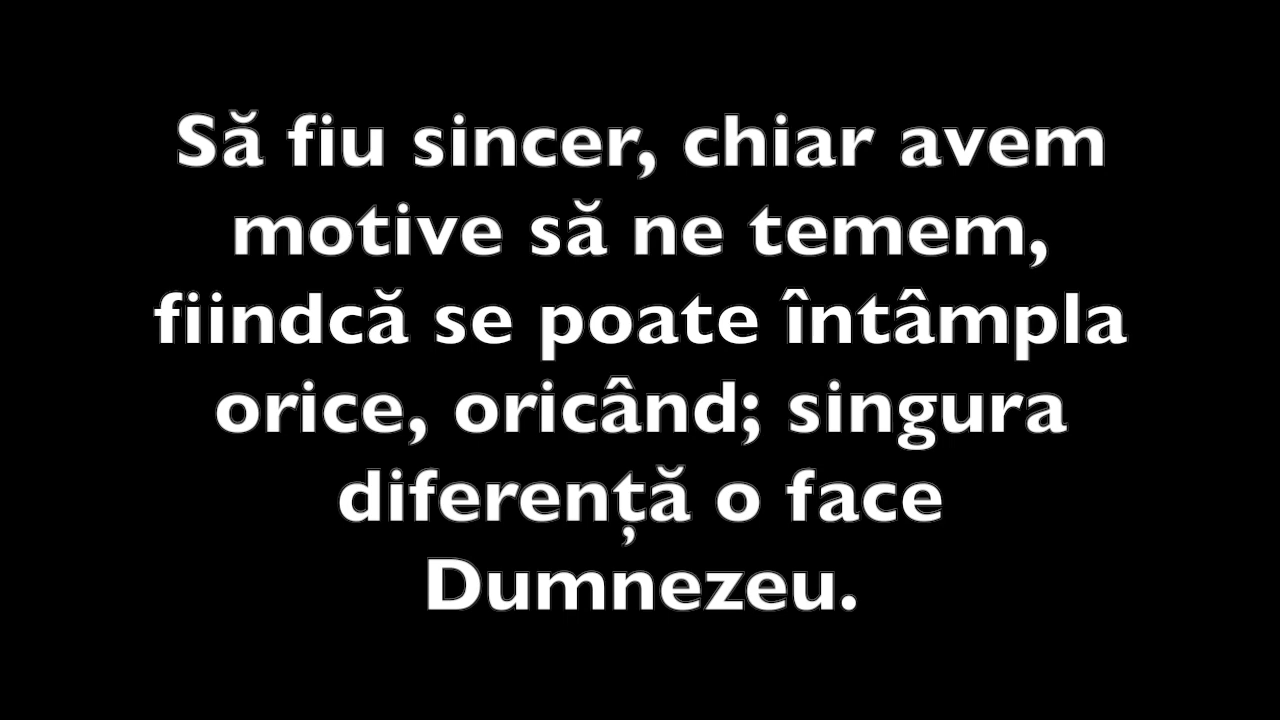 Să fiu sincer, chiar avem
motive să ne temem,
fiindcă se poate întâmpla
orice, oricând; singura
diferență o face
Dumnezeu.